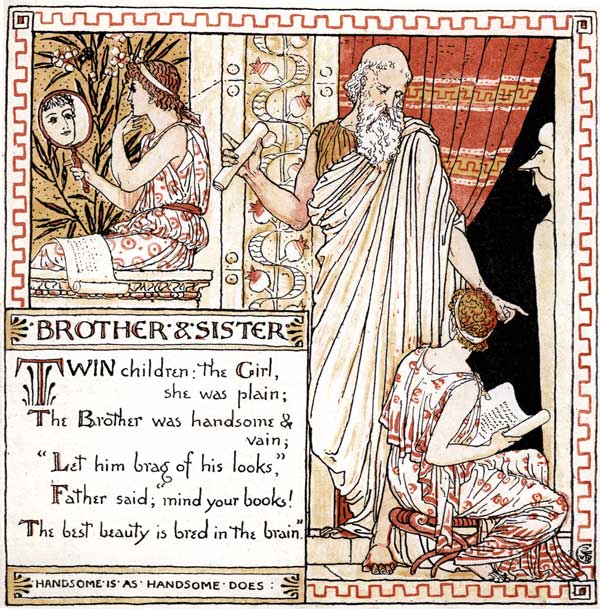 BROTHER & SISTER
TWIN children: the Girl,
she was plain;
The Brother was handsome &
vain;
"Let him brag of his looks,"
Father said; "mind your books!
The best beauty is bred in the brain."
HANDSOME IS AS HANDSOME DOES: